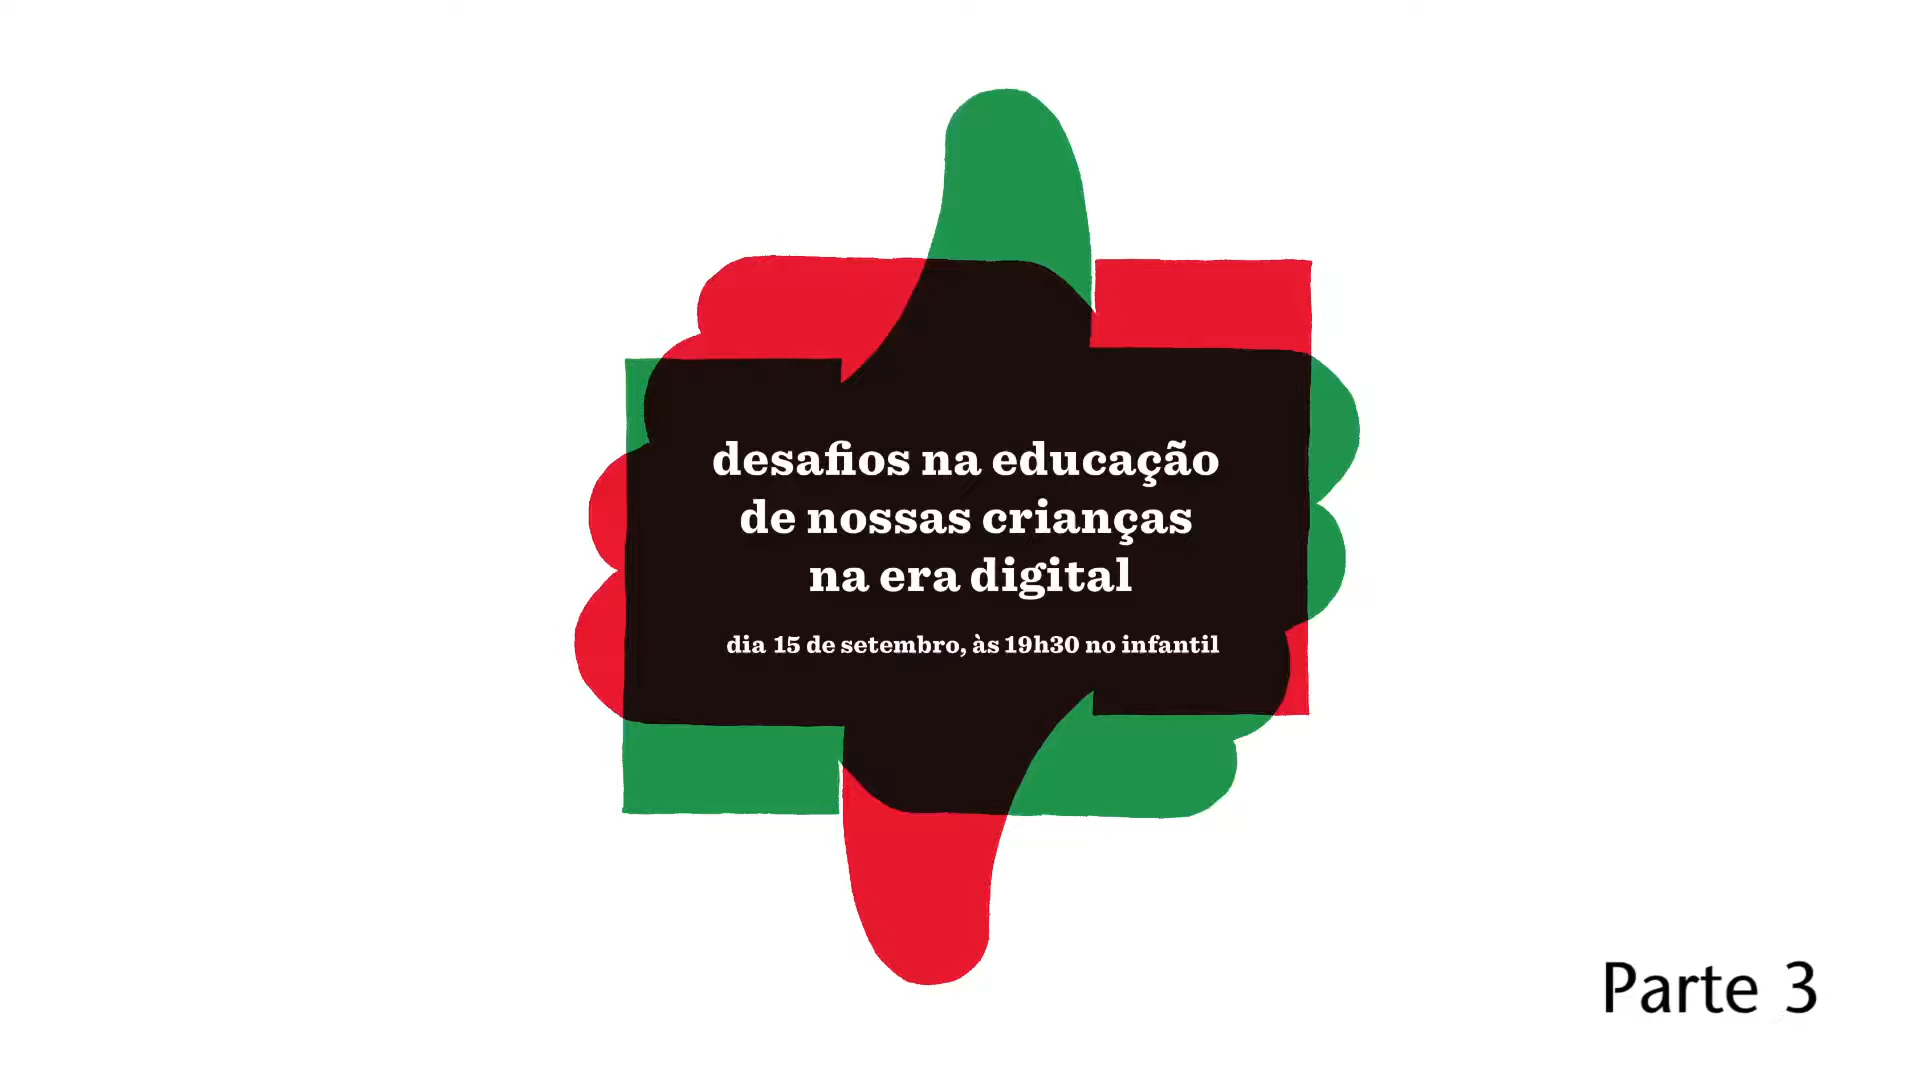 desafios na educação
de nossas crianças
na era digital
dia 15 de setembro, às 19h30 no infantil
Parte 3